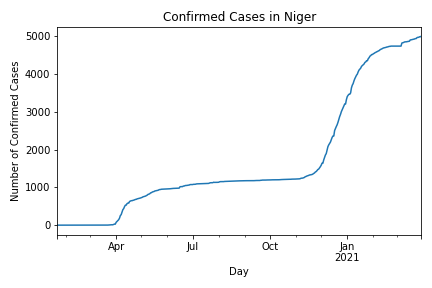 Confirmed Cases in Niger
Number of Confirmed Cases
5000
4000
3000
2000
1000
0
Apr Jul Oct Jan
2021
Day